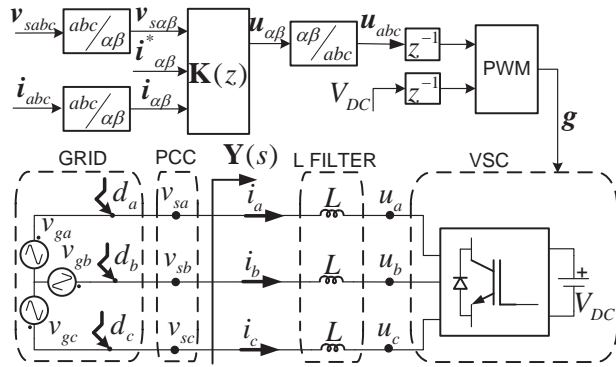 v_sabc
abc/αβ
v_sαβ
i*_αβ
i_abc
abc/αβ
i_αβ
K(z)
u_αβ
αβ/abc
u_abc
z⁻¹
V_DC
z⁻¹
PWM
g
GRID
PCC
Y(s)
L FILTER
VSC
d_a
v_sa
i_a
L
u_a
v_ga
v_gb
d_b
v_sb
i_b
L
u_b
V_DC
v_gc
d_c
v_sc
i_c
L
u_c
+